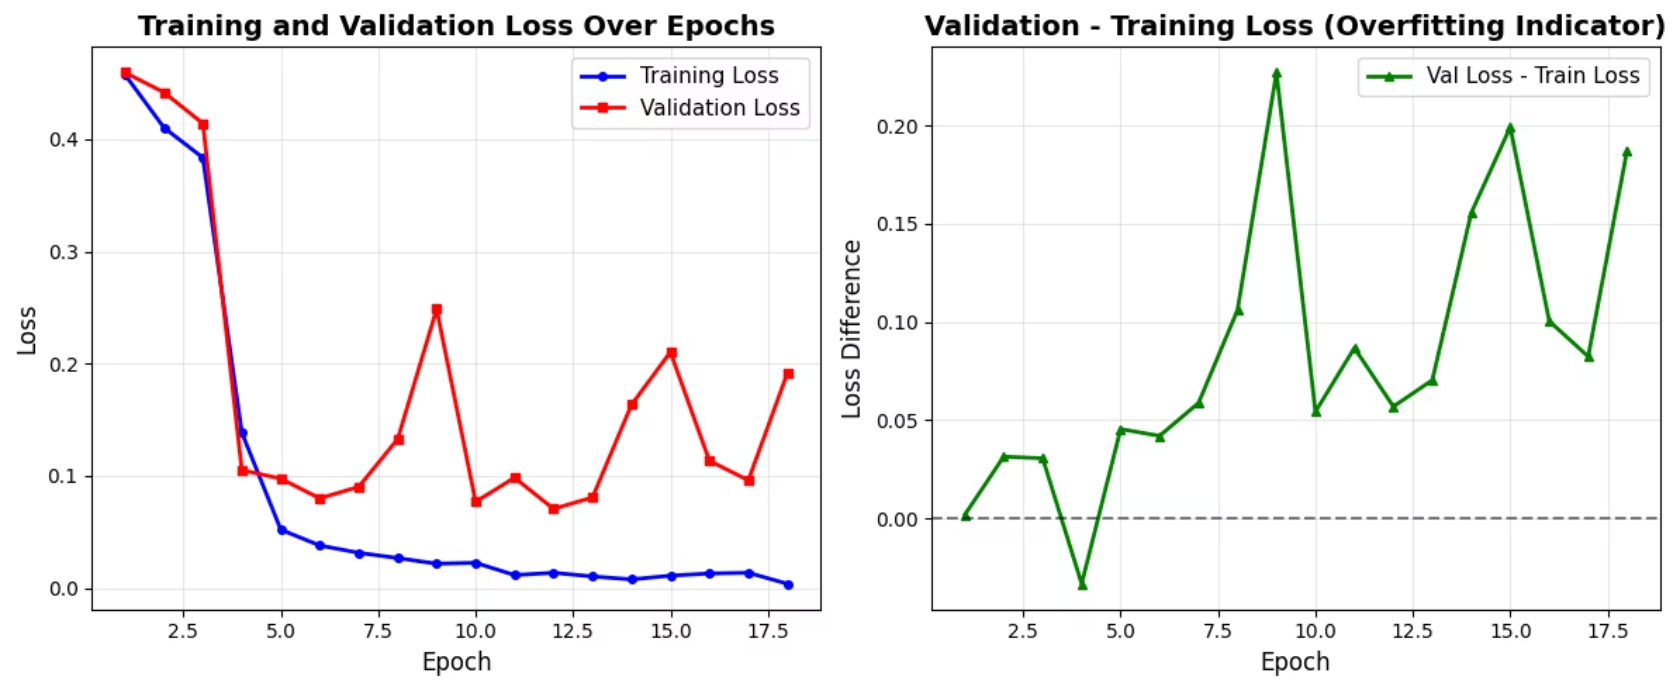 Training and Validation Loss Over Epochs
Training Loss
Validation Loss
Loss
0.4
0.3
0.2
0.1
0.0
2.5 5.0 7.5 10.0 12.5 15.0 17.5
Epoch
Validation - Training Loss (Overfitting Indicator)
Val Loss - Train Loss
Loss Difference
0.20
0.15
0.10
0.05
0.00
2.5 5.0 7.5 10.0 12.5 15.0 17.5
Epoch